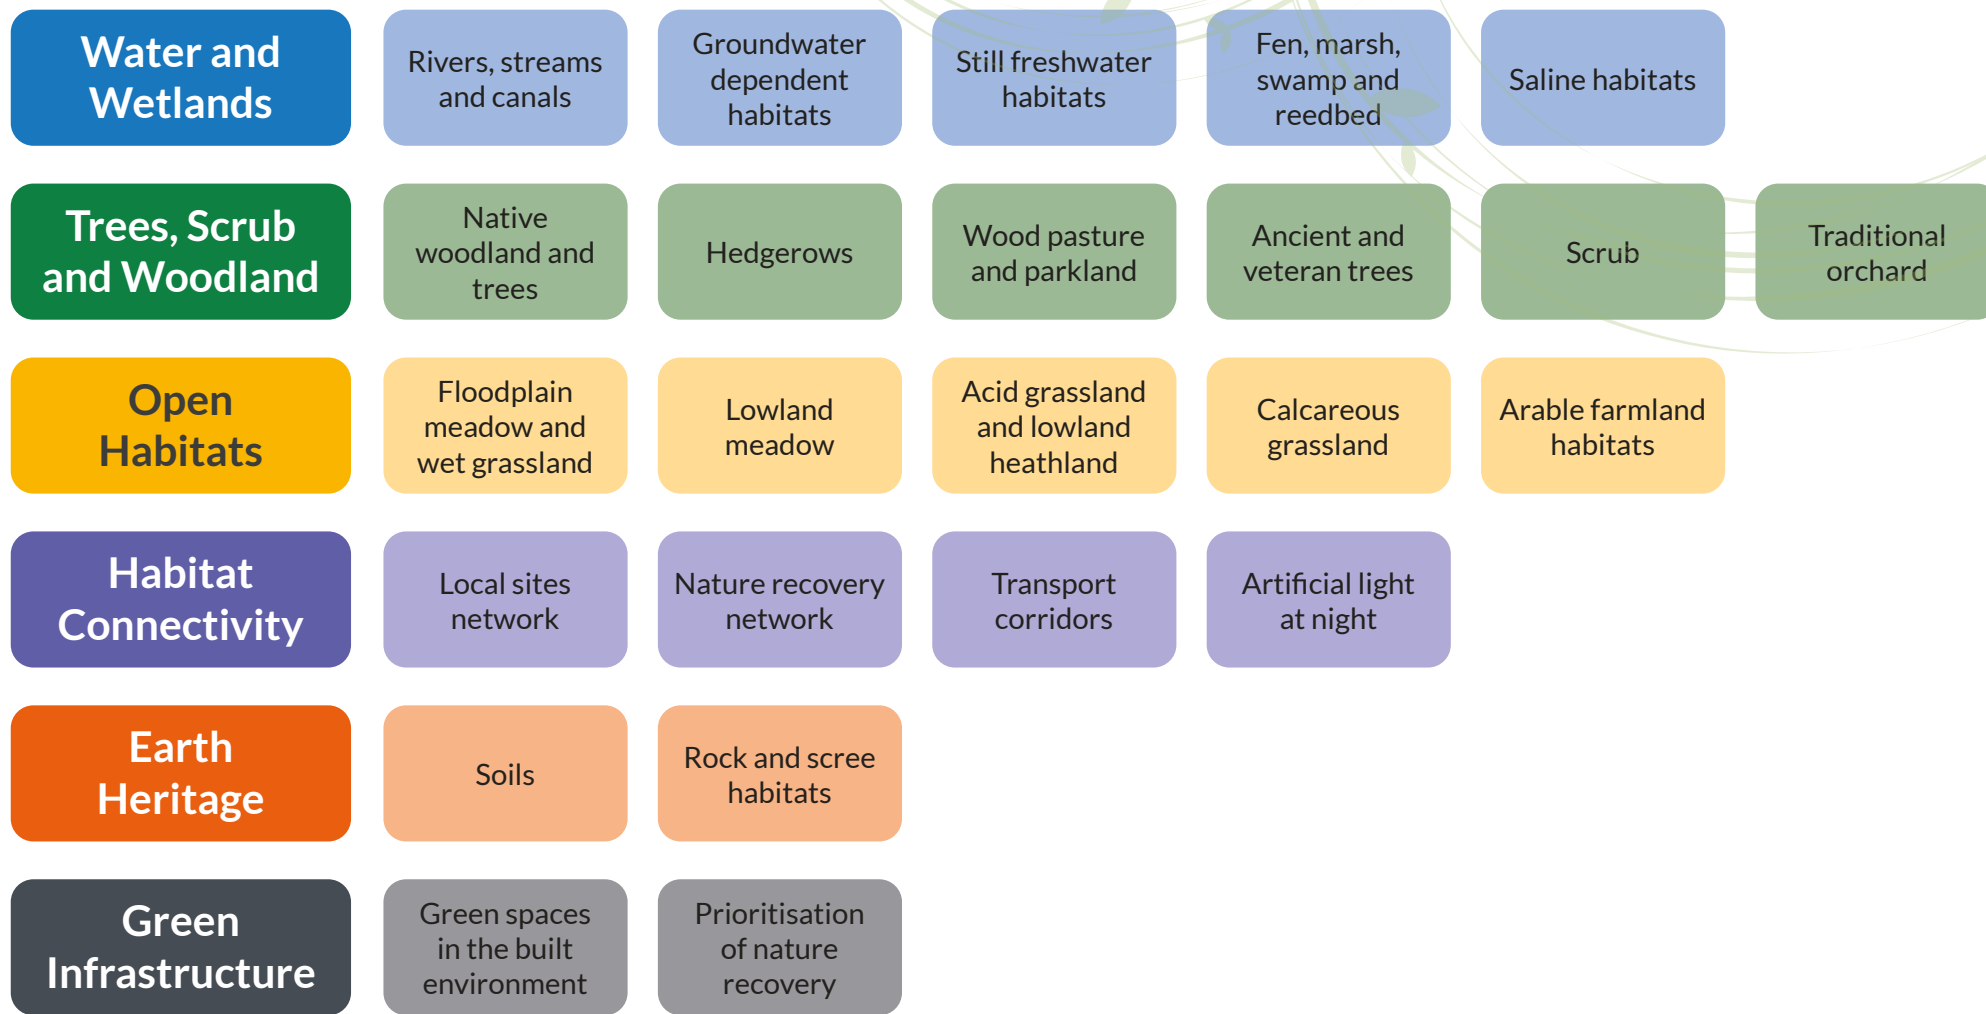 Water and
Wetlands
Rivers, streams
and canals
Groundwater
dependent
habitats
Still freshwater
habitats
Fen, marsh,
swamp and
reedbed
Saline habitats
Trees, Scrub
and Woodland
Native
woodland and
trees
Hedgerows
Wood pasture
and parkland
Ancient and
veteran trees
Scrub
Traditional
orchard
Open
Habitats
Floodplain
meadow and
wet grassland
Lowland
meadow
Acid grassland
and lowland
heathland
Calcareous
grassland
Arable farmland
habitats
Habitat
Connectivity
Local sites
network
Nature recovery
network
Transport
corridors
Artificial light
at night
Earth
Heritage
Soils
Rock and scree
habitats
Green
Infrastructure
Green spaces
in the built
environment
Prioritisation
of nature
recovery